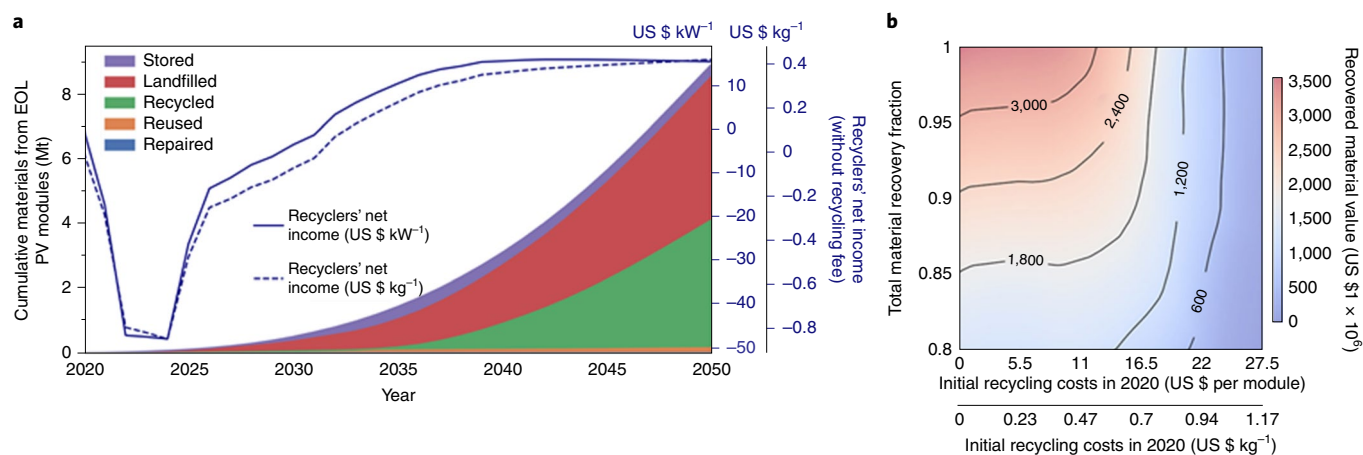 a
US $ kW⁻¹
US $ kg⁻¹
Stored
Landfilled
Recycled
Reused
Repaired
Cumulative materials from EOL
PV modules (Mt)
8
6
4
2
0
Recyclers' net
income (US $ kW⁻¹)
Recyclers' net
income (US $ kg⁻¹)
10
0
−10
−20
−30
−40
−50
0.4
0.2
0
−0.2
−0.4
−0.6
−0.8
Recyclers' net income
(without recycling fee)
2020 2025 2030 2035 2040 2045 2050
Year
b
Total material recovery fraction
1
0.95
0.9
0.85
0.8
3,000
2,400
1,800
1,200
600
3,500
3,000
2,500
2,000
1,500
1,000
500
0
Recovered material value (US $1 × 10⁶)
0 5.5 11 16.5 22 27.5
Initial recycling costs in 2020 (US $ per module)
0 0.23 0.47 0.7 0.94 1.17
Initial recycling costs in 2020 (US $ kg⁻¹)